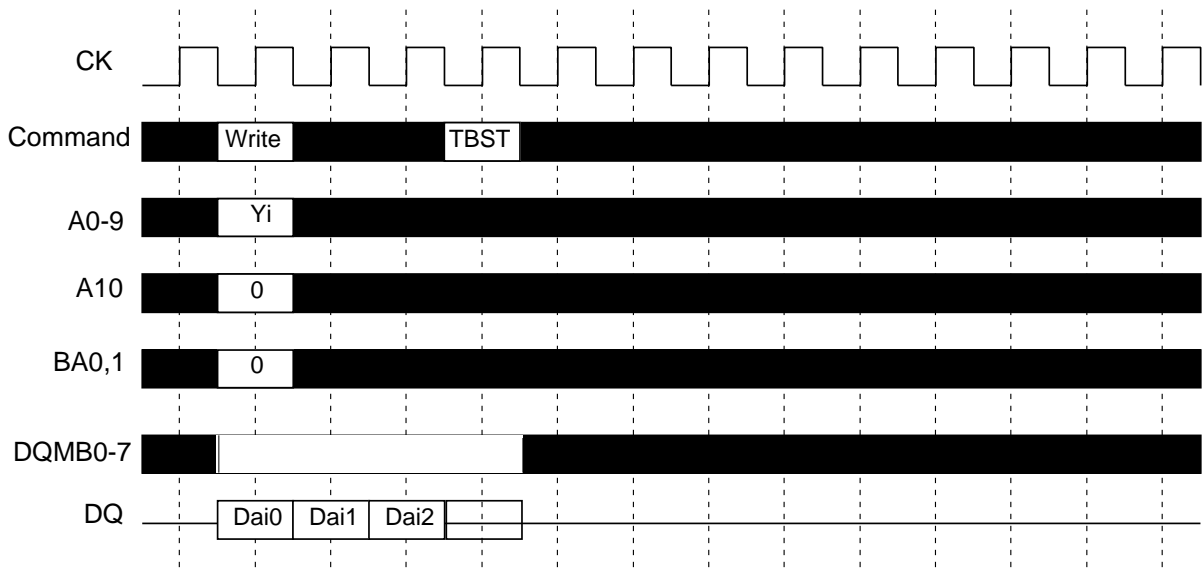 CK
Command Write TBST
A0-9 Yi
A10 0
BA0,1 0
DQMB0-7
DQ Dai0 Dai1 Dai2